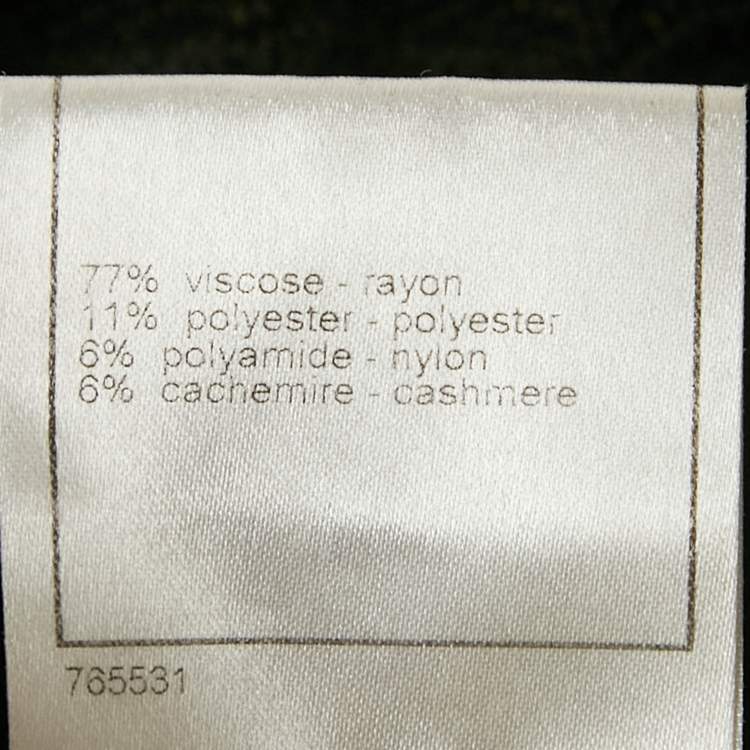 77% viscose - rayon
11% polyester - polyester
6% polyamide - nylon
6% cachemire - cashmere
765531